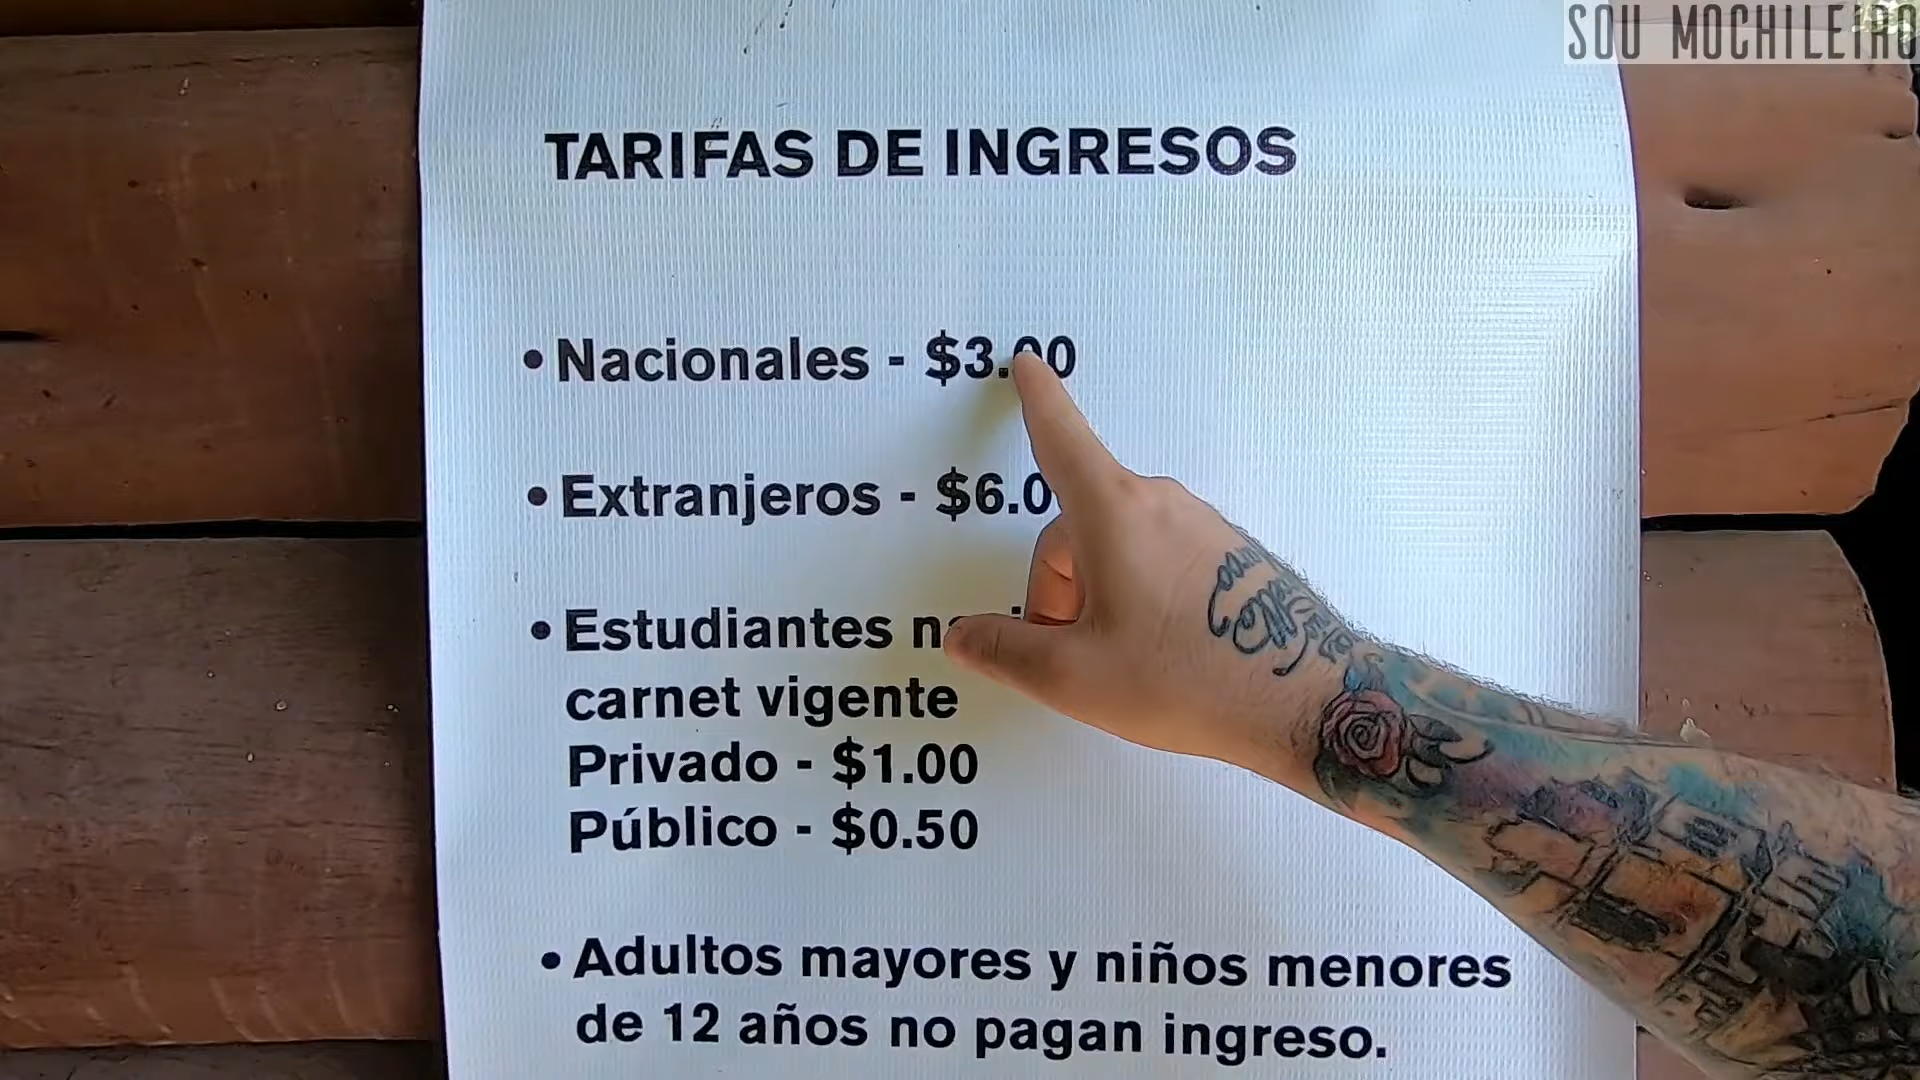 SOU MOCHILEIRO
TARIFAS DE INGRESOS
• Nacionales - $3.00
• Extranjeros - $6.0
• Estudiantes
carnet vigente
Privado - $1.00
Público - $0.50
• Adultos mayores y niños menores
de 12 años no pagan ingreso.